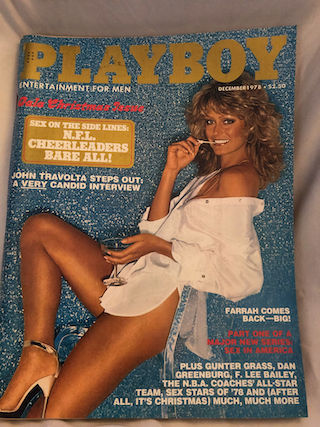 PLAYBOY
ENTERTAINMENT FOR MEN
DECEMBER 1978 • $2.50
Gala Christmas Issue
SEX ON THE SIDE LINES:
N.F.L.
CHEERLEADERS
BARE ALL!
JOHN TRAVOLTA STEPS OUT:
A VERY CANDID INTERVIEW
FARRAH COMES
BACK—BIG!
PART ONE OF A
MAJOR NEW SERIES:
SEX IN AMERICA
PLUS GUNTER GRASS, DAN
GREENBURG, F. LEE BAILEY,
THE N.B.A. COACHES' ALL-STAR
TEAM, SEX STARS OF '78 AND (AFTER
ALL, IT'S CHRISTMAS) MUCH, MUCH MORE